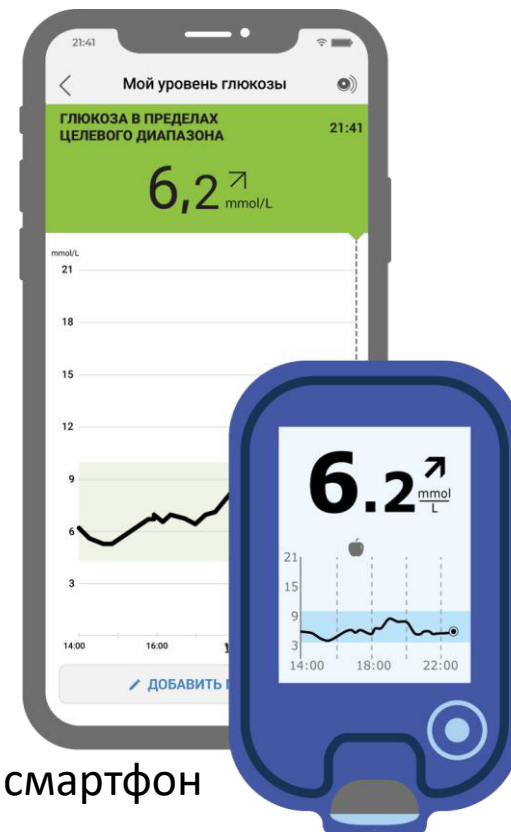 21:41
Мой уровень глюкозы
ГЛЮКОЗА В ПРЕДЕЛАХ
ЦЕЛЕВОГО ДИАПАЗОНА
21:41
6,2 mmol/L
mmol/L
21
18
15
12
9
6
3
14:00 16:00
ДОБАВИТЬ
6.2 mmol
L
21
15
9
3
14:00 18:00 22:00
смартфон